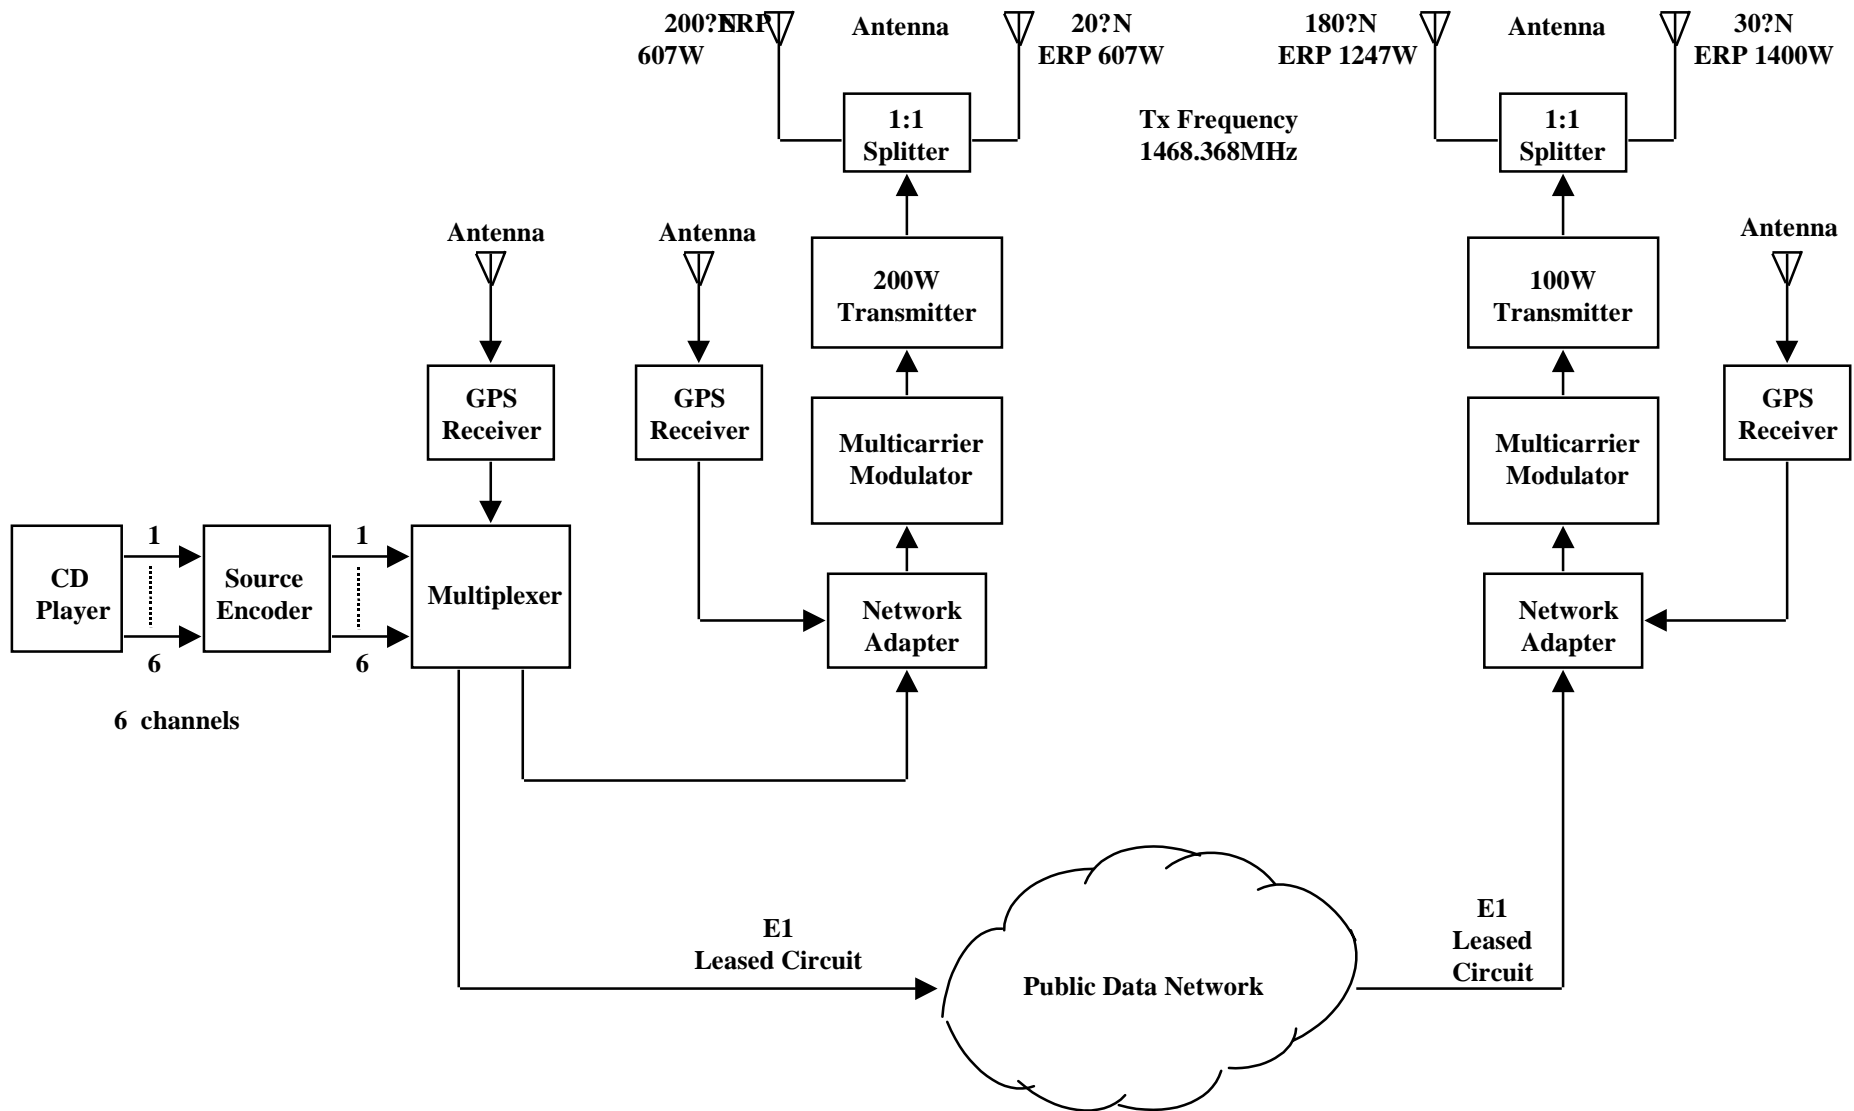 200?N ERP
607W
Antenna
20?N
ERP 607W
180?N
ERP 1247W
Antenna
30?N
ERP 1400W
1:1
Splitter
Tx Frequency
1468.368MHz
1:1
Splitter
Antenna
Antenna
200W
Transmitter
100W
Transmitter
Antenna
GPS
Receiver
GPS
Receiver
Multicarrier
Modulator
Multicarrier
Modulator
GPS
Receiver
1
1
CD
Player
Source
Encoder
Multiplexer
Network
Adapter
Network
Adapter
6
6
6 channels
E1
Leased Circuit
Public Data Network
E1
Leased
Circuit